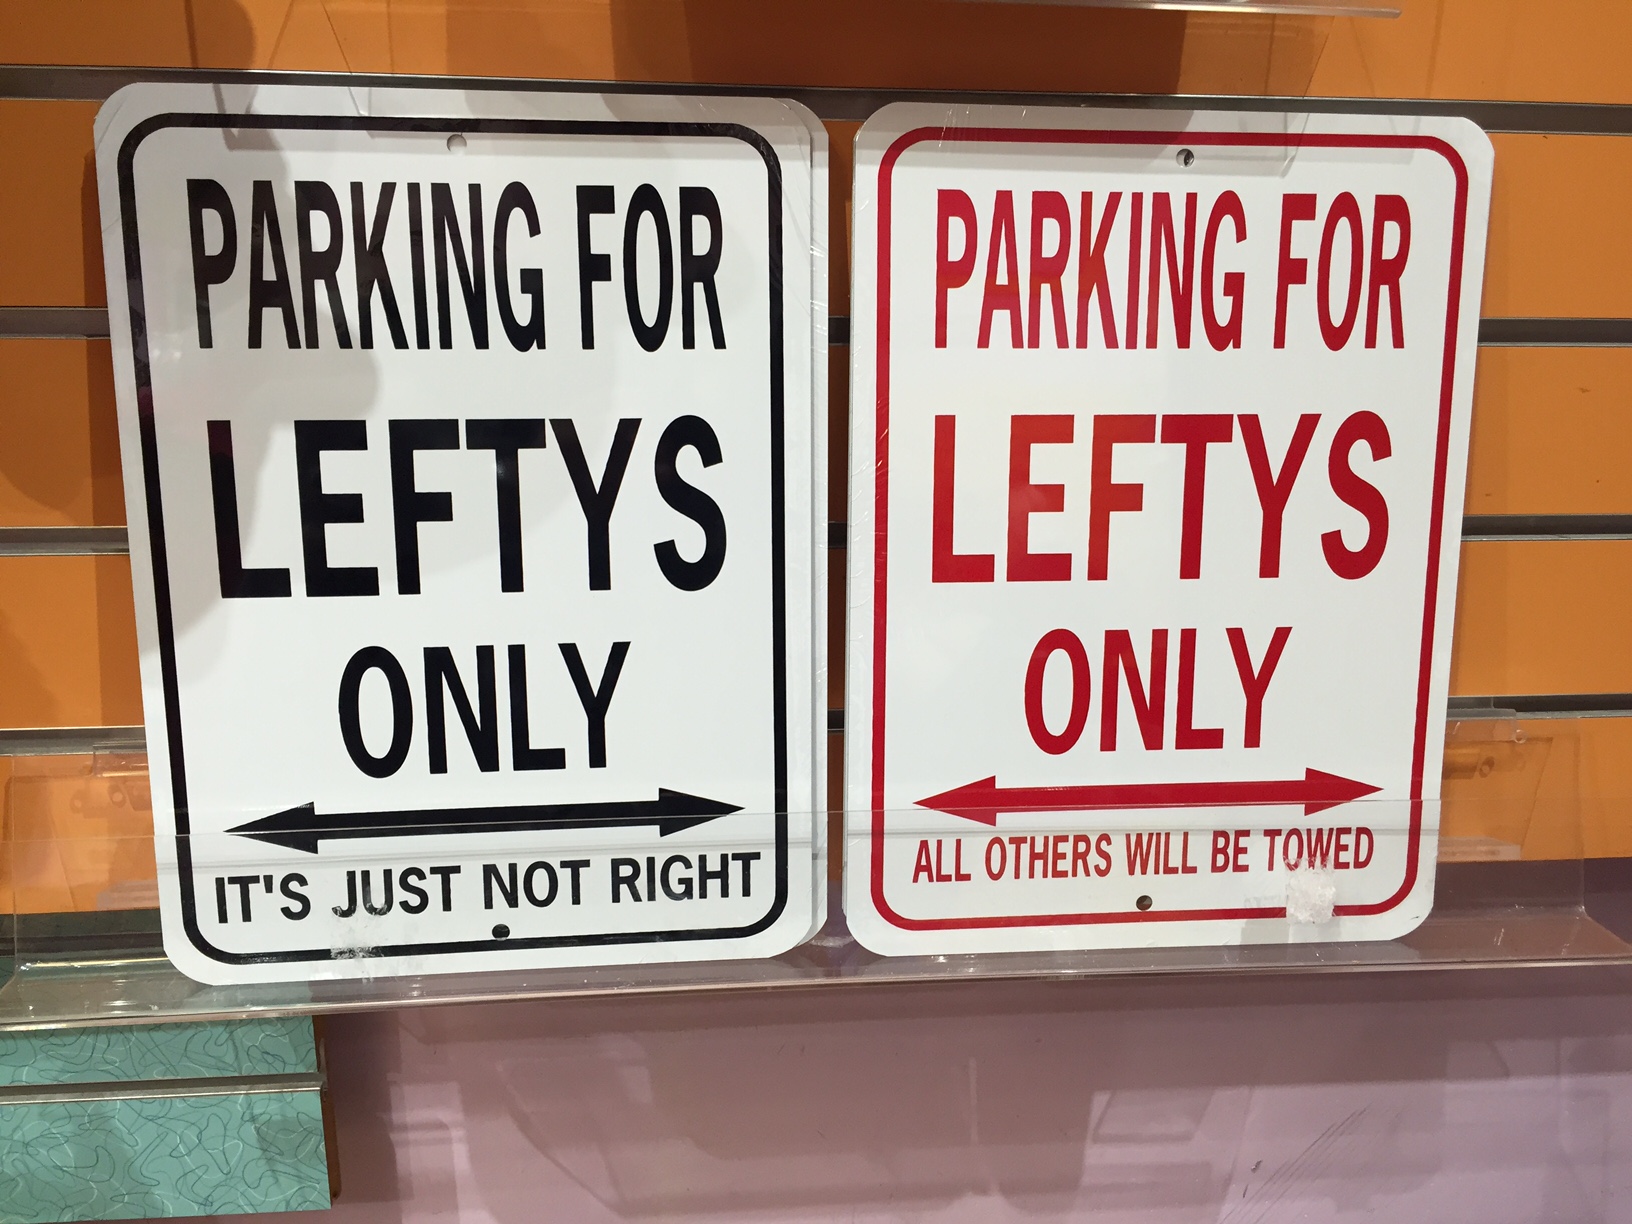 PARKING FOR
LEFTYS
ONLY
IT'S JUST NOT RIGHT
PARKING FOR
LEFTYS
ONLY
ALL OTHERS WILL BE TOWED